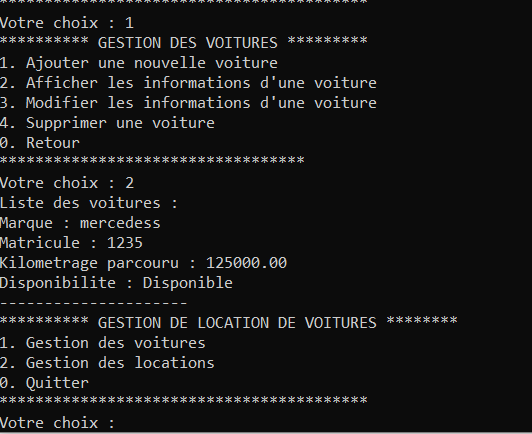 *****************************************
Votre choix : 1
********** GESTION DES VOITURES *********
1. Ajouter une nouvelle voiture
2. Afficher les informations d'une voiture
3. Modifier les informations d'une voiture
4. Supprimer une voiture
0. Retour
**********************************
Votre choix : 2
Liste des voitures :
Marque : mercedess
Matricule : 1235
Kilometrage parcouru : 125000.00
Disponibilite : Disponible
---------------------
********** GESTION DE LOCATION DE VOITURES ********
1. Gestion des voitures
2. Gestion des locations
0. Quitter
*****************************************
Votre choix :